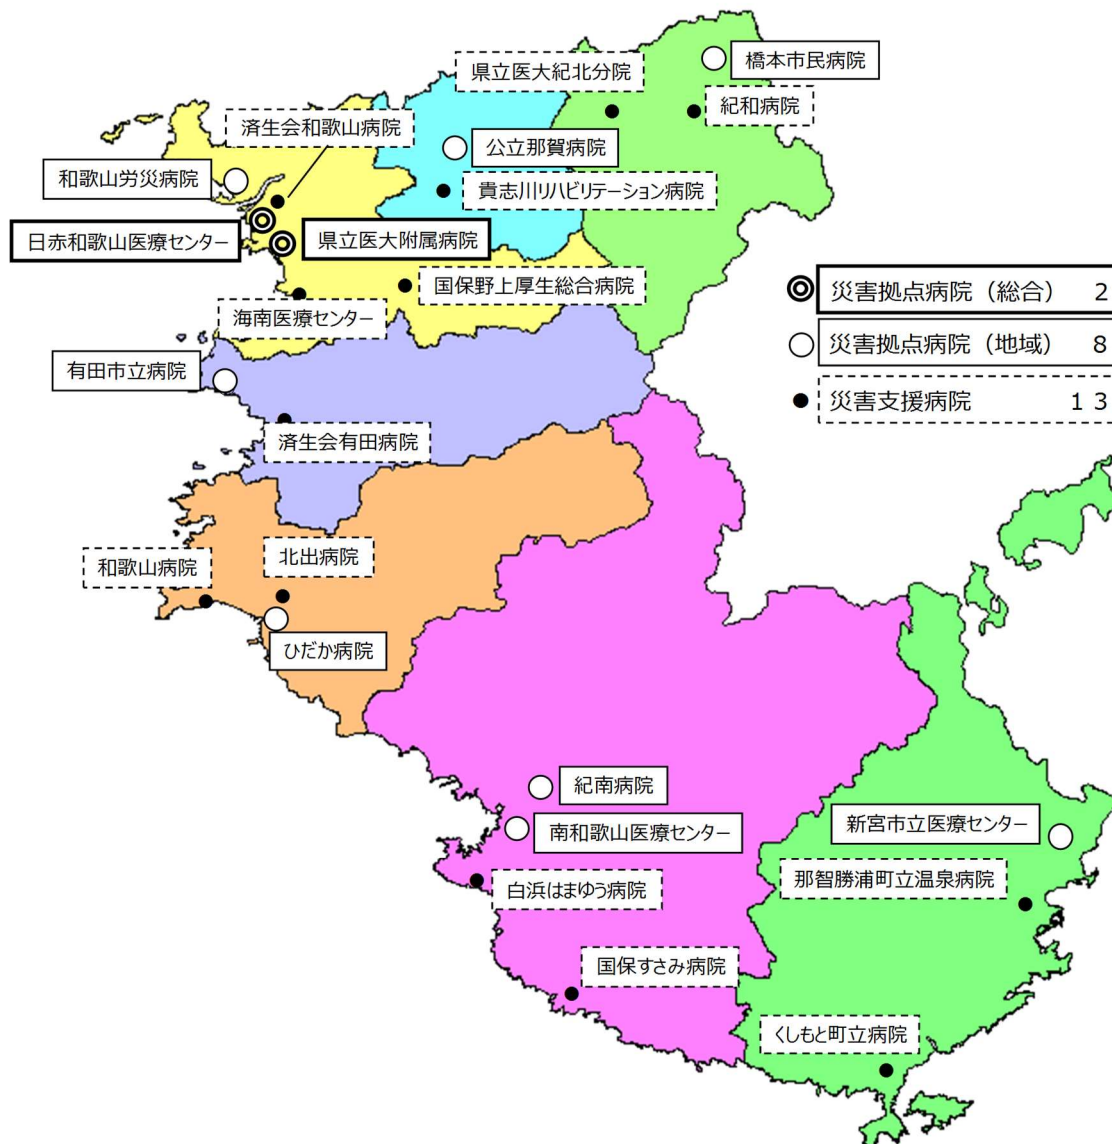 橋本市民病院
県立医大紀北分院
紀和病院
済生会和歌山病院
公立那賀病院
和歌山労災病院
貴志川リハビリテーション病院
日赤和歌山医療センター
県立医大附属病院
国保野上厚生総合病院
海南医療センター
災害拠点病院（総合） 2
災害拠点病院（地域） 8
災害支援病院 13
有田市立病院
済生会有田病院
北出病院
和歌山病院
ひだか病院
紀南病院
南和歌山医療センター
新宮市立医療センター
白浜はまゆう病院
那智勝浦町立温泉病院
国保すさみ病院
くしもと町立病院